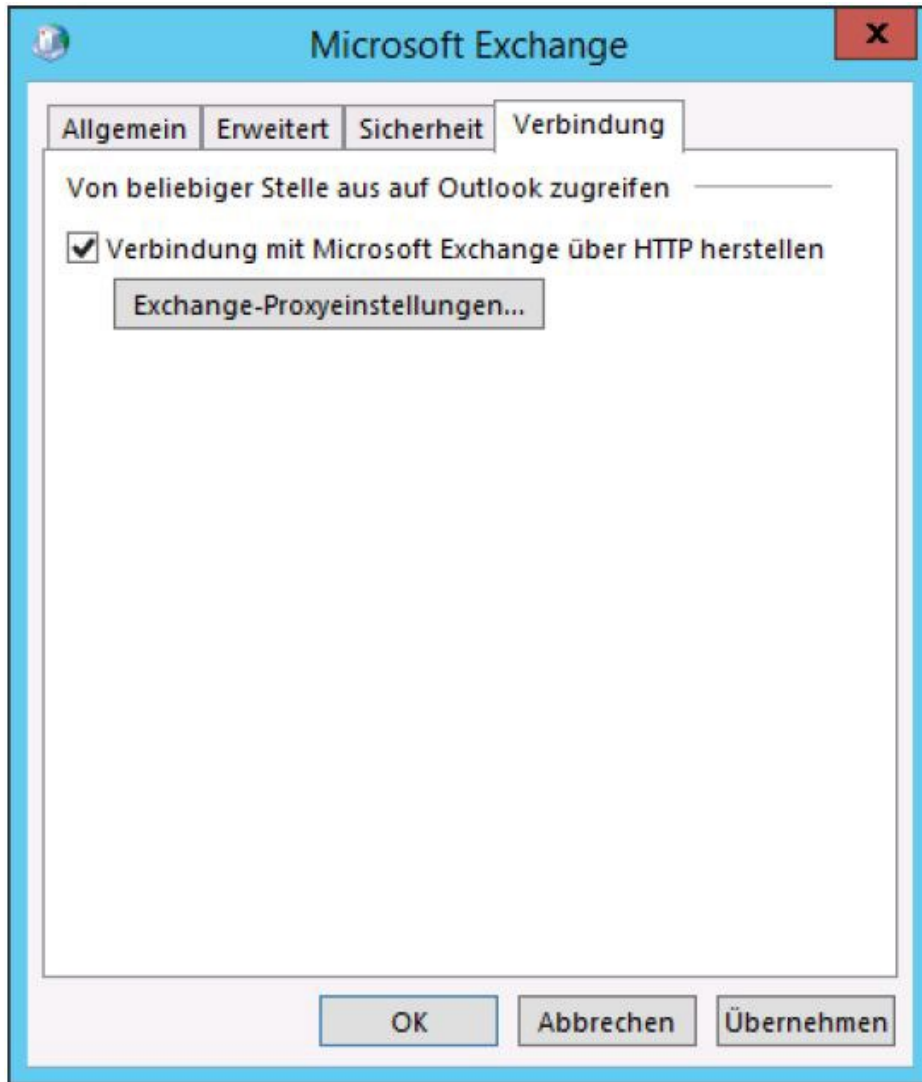 Microsoft Exchange
x
Allgemein Erweitert Sicherheit Verbindung
Von beliebiger Stelle aus auf Outlook zugreifen
Verbindung mit Microsoft Exchange über HTTP herstellen
Exchange-Proxyeinstellungen...
OK Abbrechen Übernehmen